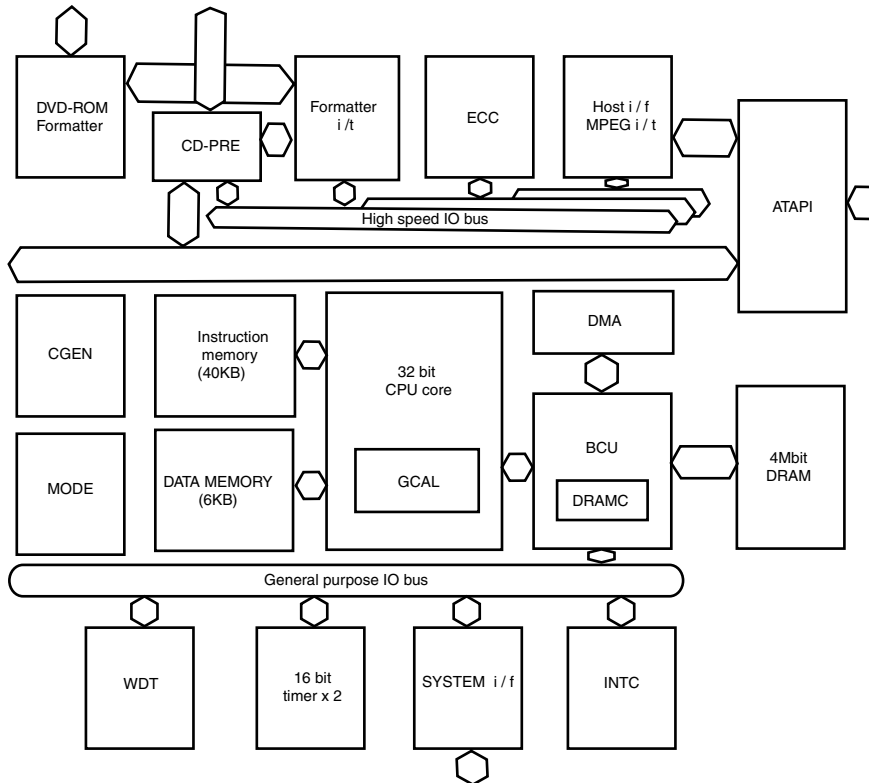 DVD-ROM
Formatter
CD-PRE
Formatter
i /t
ECC
Host i / f
MPEG i / t
ATAPI
High speed IO bus
CGEN
Instruction
memory
(40KB)
32 bit
CPU core
DMA
MODE
DATA MEMORY
(6KB)
GCAL
BCU
DRAMC
4Mbit
DRAM
General purpose IO bus
WDT
16 bit
timer x 2
SYSTEM i / f
INTC